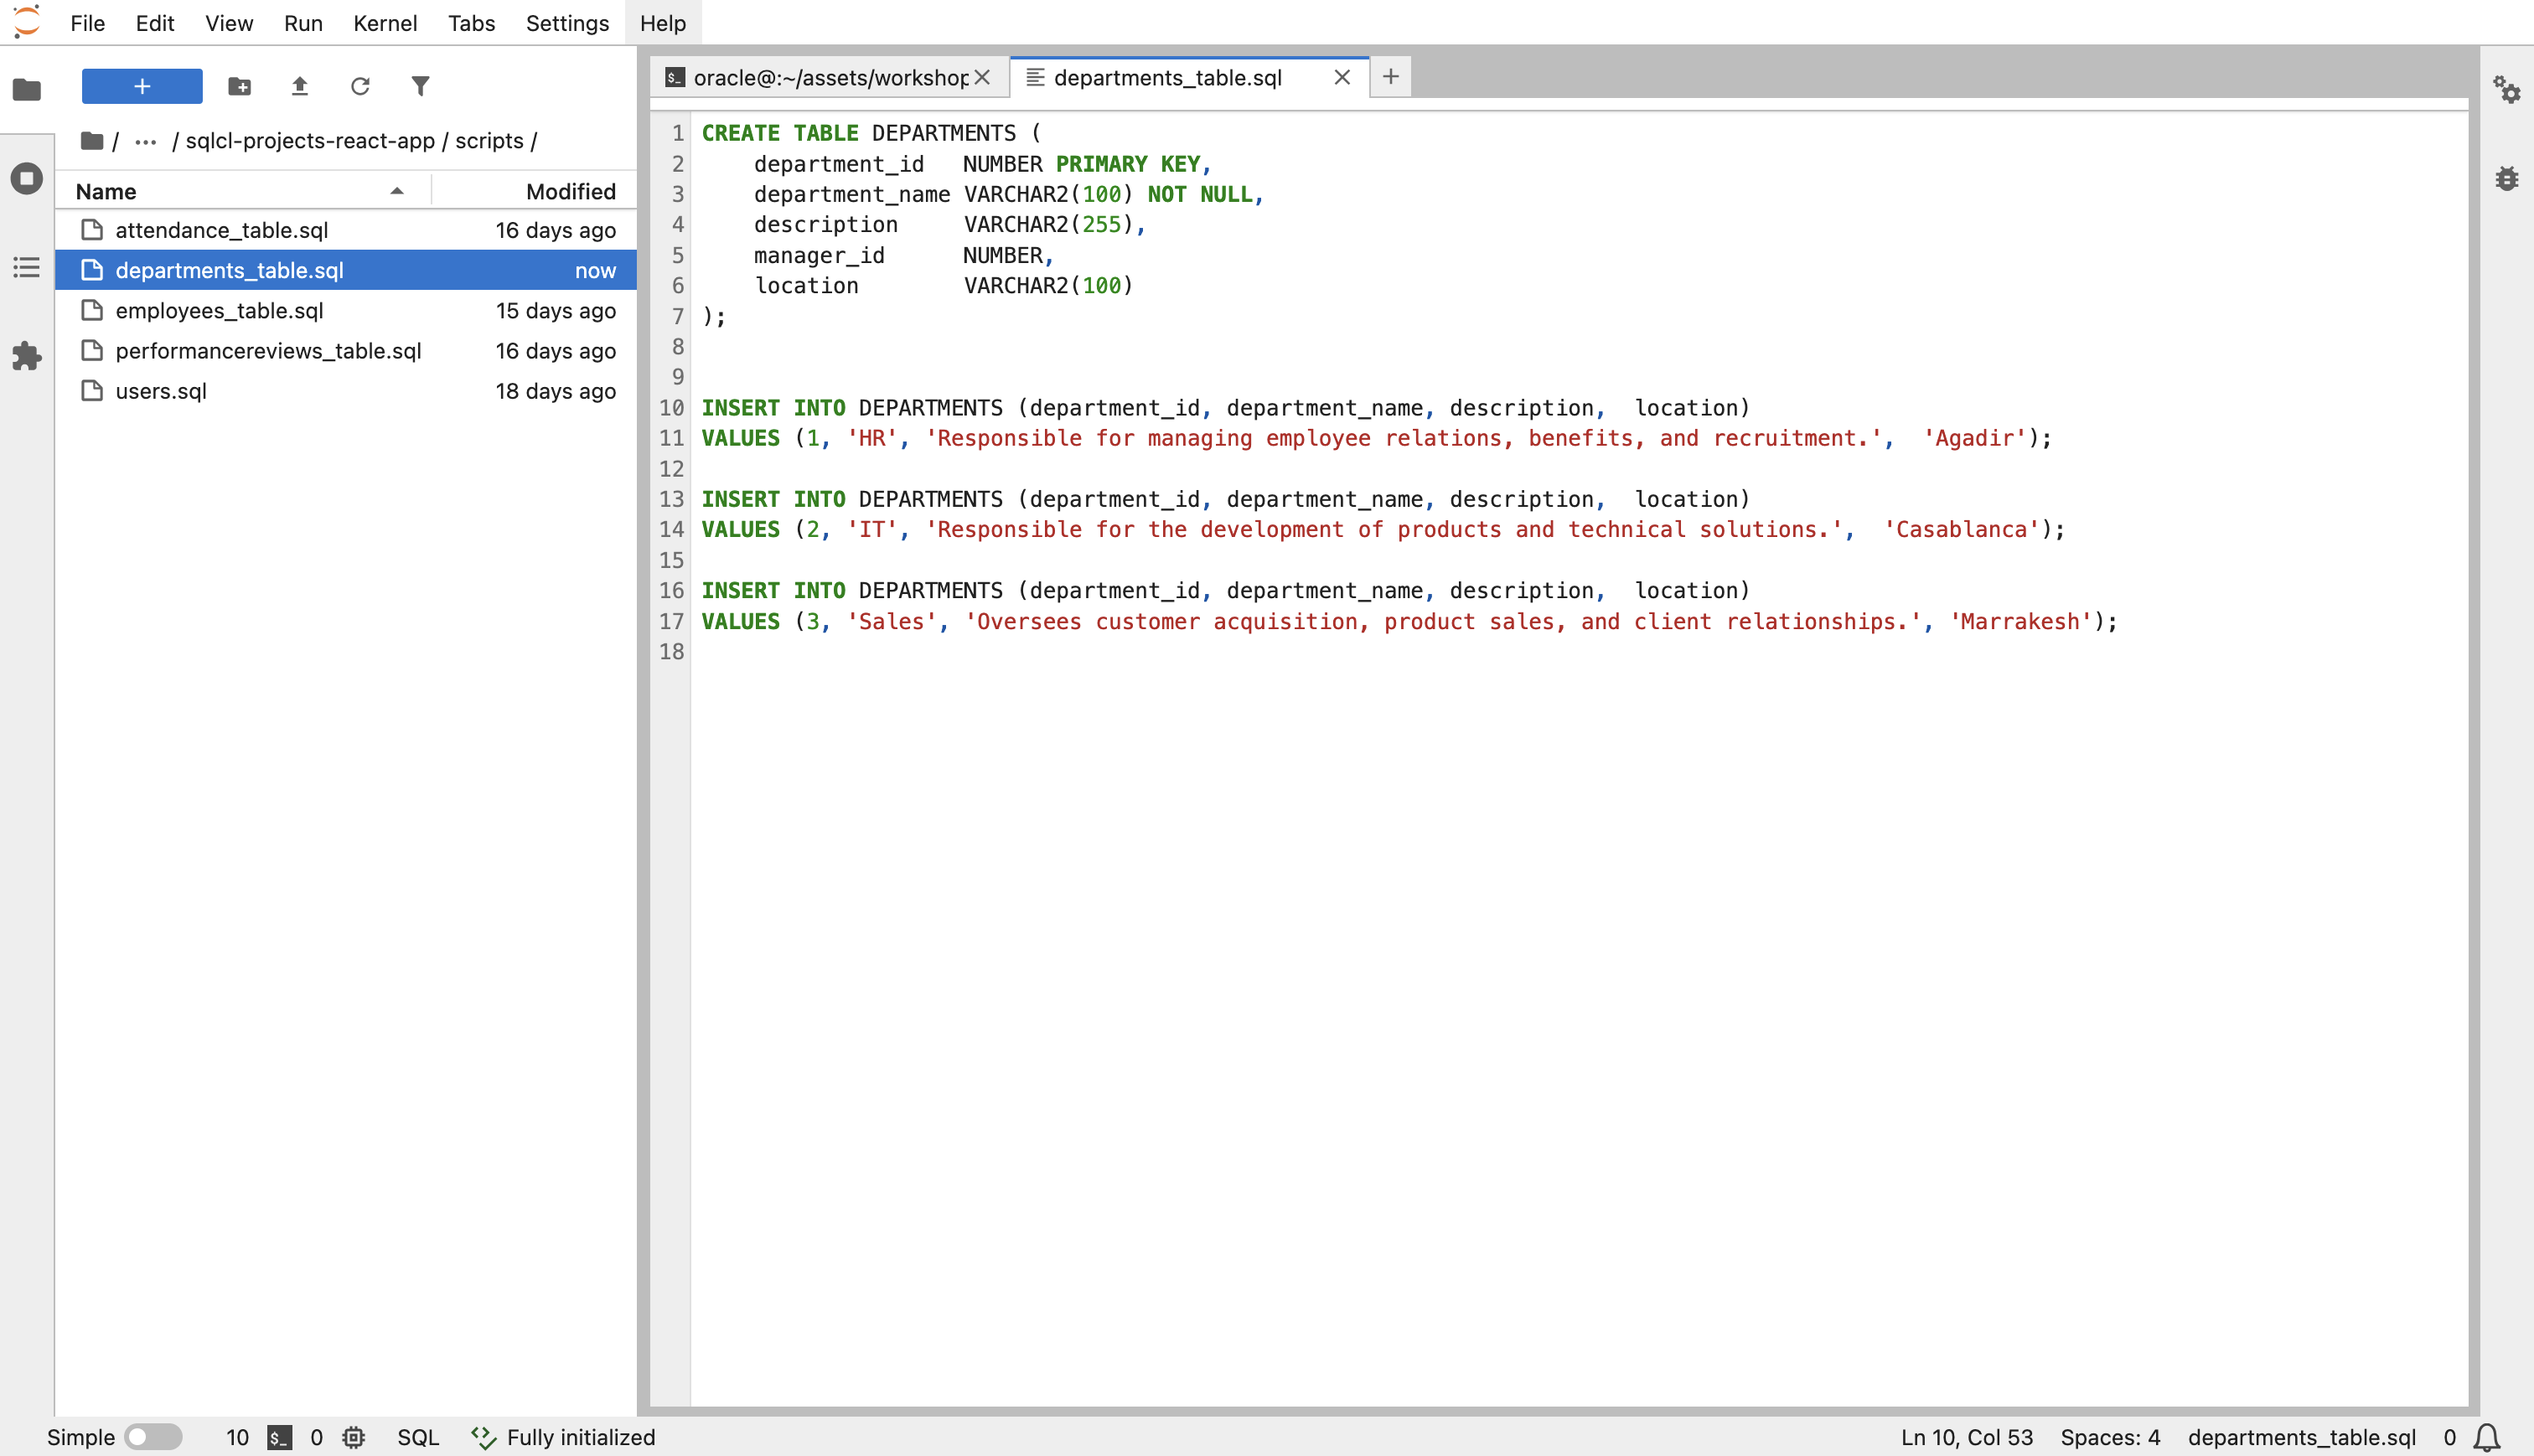 File Edit View Run Kernel Tabs Settings Help
/ ... / sqlcl-projects-react-app / scripts /
Name Modified
attendance_table.sql 16 days ago
departments_table.sql now
employees_table.sql 15 days ago
performancereviews_table.sql 16 days ago
users.sql 18 days ago
oracle@:~/assets/workshop departments_table.sql
1 CREATE TABLE DEPARTMENTS (
2     department_id   NUMBER PRIMARY KEY,
3     department_name VARCHAR2(100) NOT NULL,
4     description     VARCHAR2(255),
5     manager_id      NUMBER,
6     location        VARCHAR2(100)
7 );
8
9
10 INSERT INTO DEPARTMENTS (department_id, department_name, description,  location)
11 VALUES (1, 'HR', 'Responsible for managing employee relations, benefits, and recruitment.',  'Agadir');
12
13 INSERT INTO DEPARTMENTS (department_id, department_name, description,  location)
14 VALUES (2, 'IT', 'Responsible for the development of products and technical solutions.',  'Casablanca');
15
16 INSERT INTO DEPARTMENTS (department_id, department_name, description,  location)
17 VALUES (3, 'Sales', 'Oversees customer acquisition, product sales, and client relationships.', 'Marrakesh');
18
Simple 10 $_ 0 SQL Fully initialized Ln 10, Col 53 Spaces: 4 departments_table.sql 0